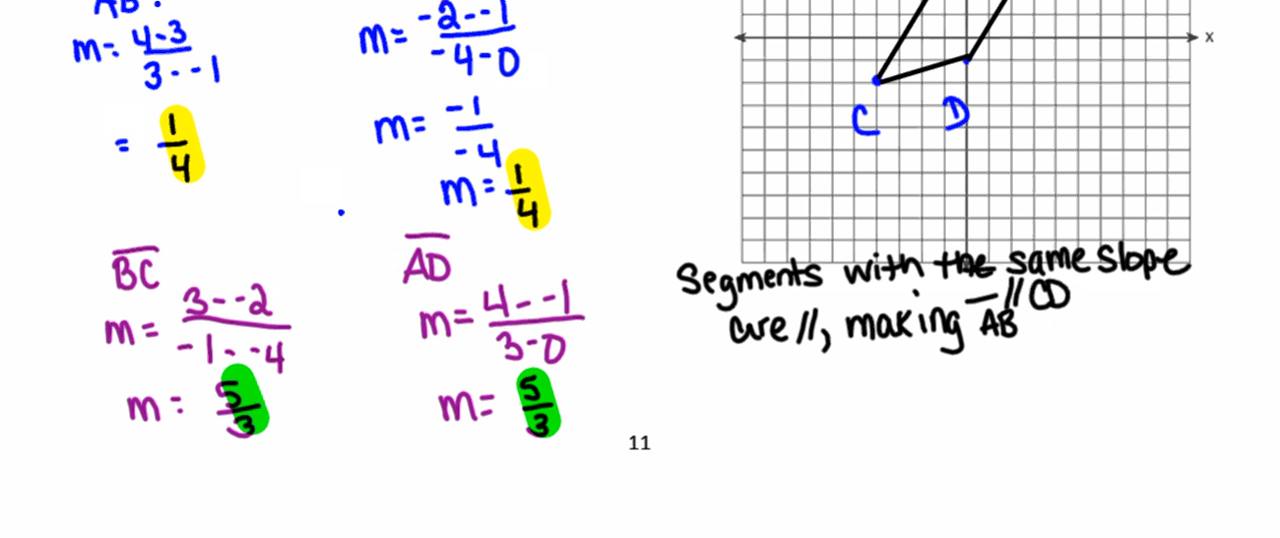 AB:
m = 4-3 / 3--1
= 1/4
m = -2--1 / -4-0
m = -1 / -4
m = 1/4
BC
m = 3--2 / -1--4
m = 5/3
AD
m = 4--1 / 3-0
m = 5/3
x
C D
Segments with the same slope
are //, making AB // CD
11